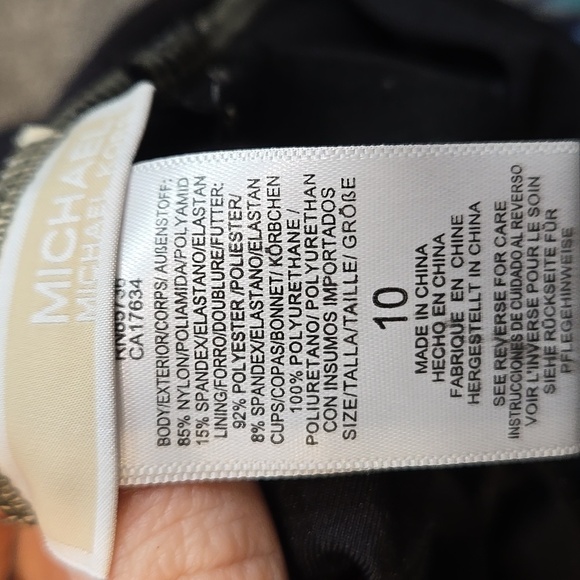 MICHAEL
MICHAEL KORS
CA17634
BODY/EXTERIOR/CORPS/ AUSSENSTOFF:
85% NYLON/POLIAMIDA/POLYAMID
15% SPANDEX/ELASTANO/ELASTAN
LINING/FORRO/DOUBLURE/FUTTER:
92% POLYESTER /POLIESTER/
8% SPANDEX/ELASTANO/ELASTAN
CUPS/COPAS/BONNET/ KÖRBCHEN
100% POLYURETHANE /
POLIURETANO/ POLYURETHAN
CON INSUMOS IMPORTADOS
SIZE/TALLA/TAILLE/ GRÖßE
10
MADE IN CHINA
HECHO EN CHINA
FABRIQUE EN CHINE
HERGESTELLT IN CHINA
SEE REVERSE FOR CARE
INSTRUCCIONES DE CUIDADO AL REVERSO
VOIR L'INVERSE POUR LE SOIN
SIEHE RÜCKSEITE FÜR
PFLEGEHINWEISE